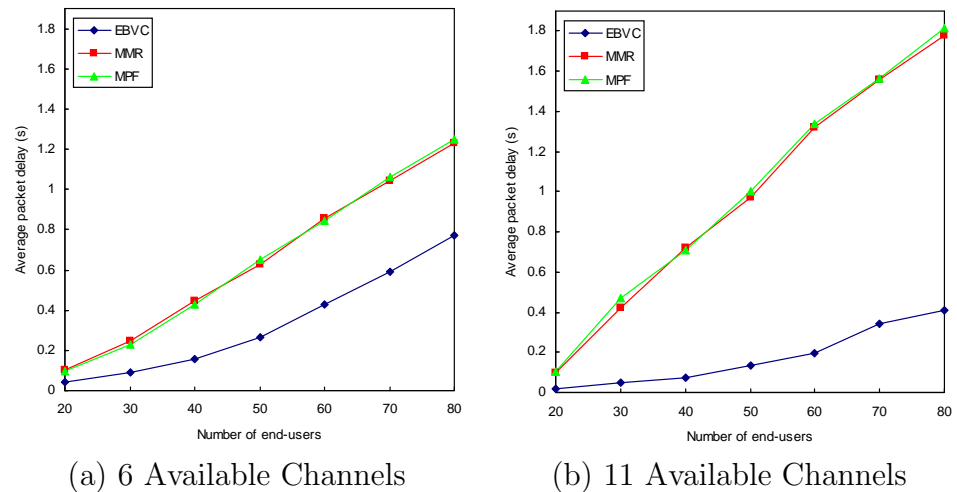 EBVC
MMR
MPF
Average packet delay (s)
1.8
1.6
1.4
1.2
1
0.8
0.6
0.4
0.2
0
20 30 40 50 60 70 80
Number of end-users
(a) 6 Available Channels
EBVC
MMR
MPF
Average packet delay (s)
1.8
1.6
1.4
1.2
1
0.8
0.6
0.4
0.2
0
20 30 40 50 60 70 80
Number of end-users
(b) 11 Available Channels